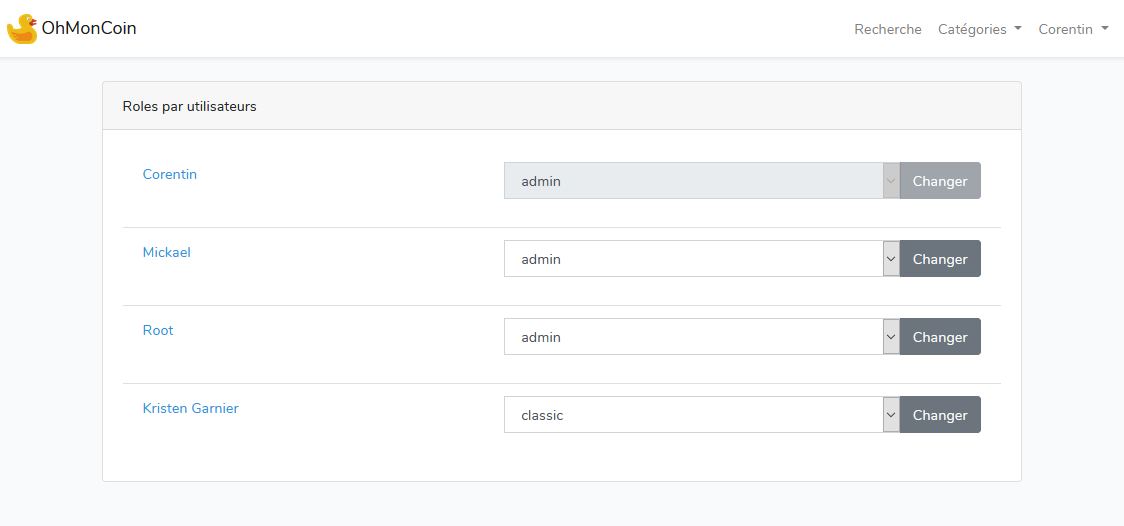 OhMonCoin
Recherche Catégories Corentin
Roles par utilisateurs
Corentin admin Changer
Mickael admin Changer
Root admin Changer
Kristen Garnier classic Changer